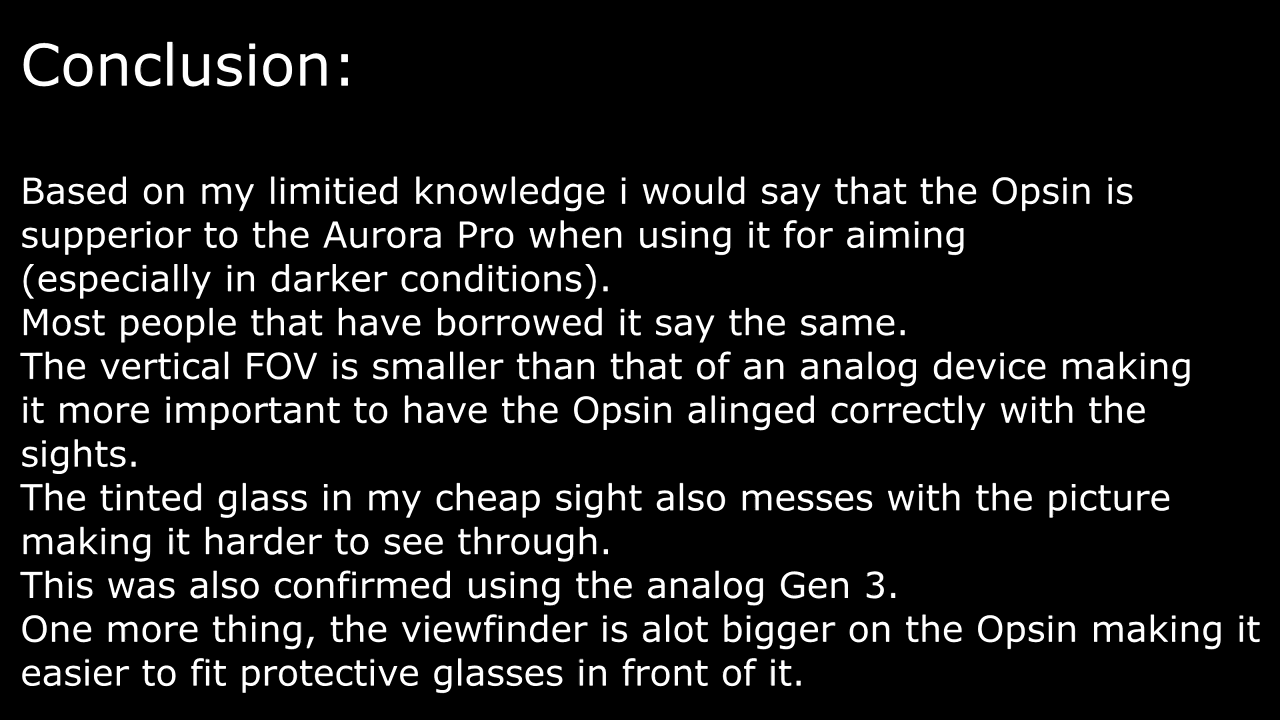 Conclusion:
Based on my limitied knowledge i would say that the Opsin is
supperior to the Aurora Pro when using it for aiming
(especially in darker conditions).
Most people that have borrowed it say the same.
The vertical FOV is smaller than that of an analog device making
it more important to have the Opsin alinged correctly with the
sights.
The tinted glass in my cheap sight also messes with the picture
making it harder to see through.
This was also confirmed using the analog Gen 3.
One more thing, the viewfinder is alot bigger on the Opsin making it
easier to fit protective glasses in front of it.